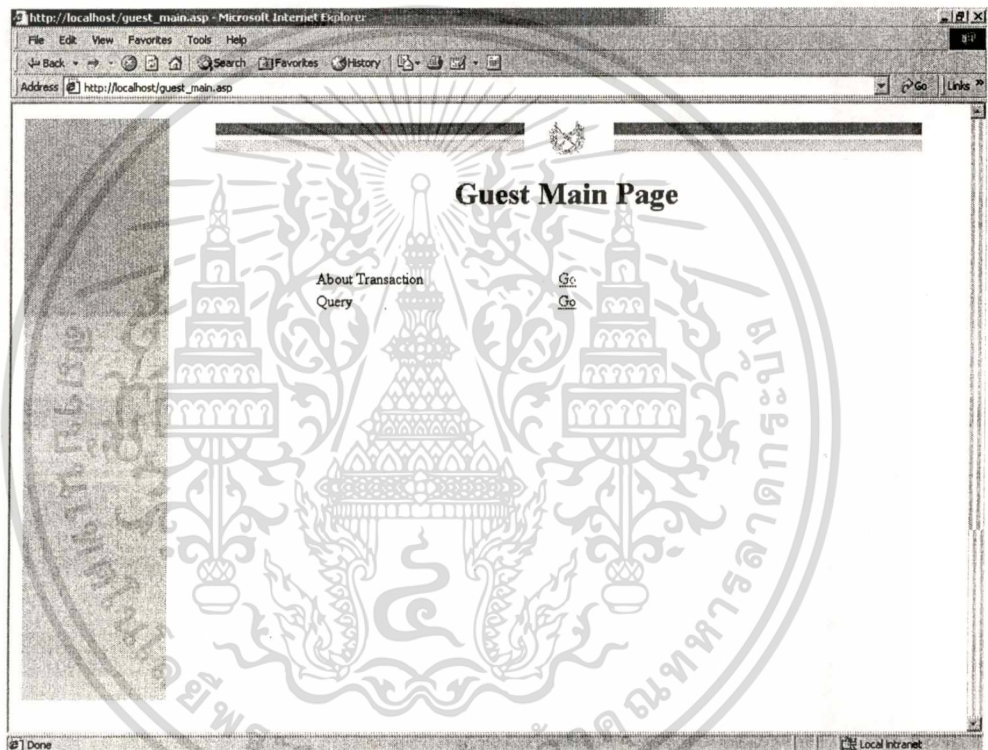 http://localhost/guest_main.asp - Microsoft Internet Explorer
File Edit View Favorites Tools Help
Back Search Favorites History
Address http://localhost/guest_main.asp Go Links »
Guest Main Page
About Transaction Go
Query Go
Done Local intranet